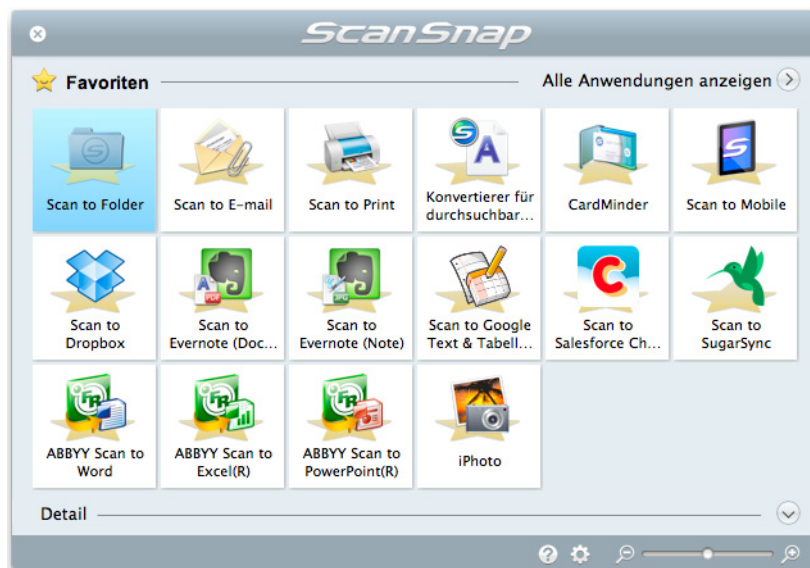 ScanSnap
Favoriten
Alle Anwendungen anzeigen
Scan to Folder
Scan to E-mail
Scan to Print
Konvertierer für
durchsuchbar...
CardMinder
Scan to Mobile
Scan to
Dropbox
Scan to
Evernote (Doc...
Scan to
Evernote (Note)
Scan to Google
Text & Tabell...
Scan to
Salesforce Ch...
Scan to
SugarSync
ABBYY Scan to
Word
ABBYY Scan to
Excel(R)
ABBYY Scan to
PowerPoint(R)
iPhoto
Detail